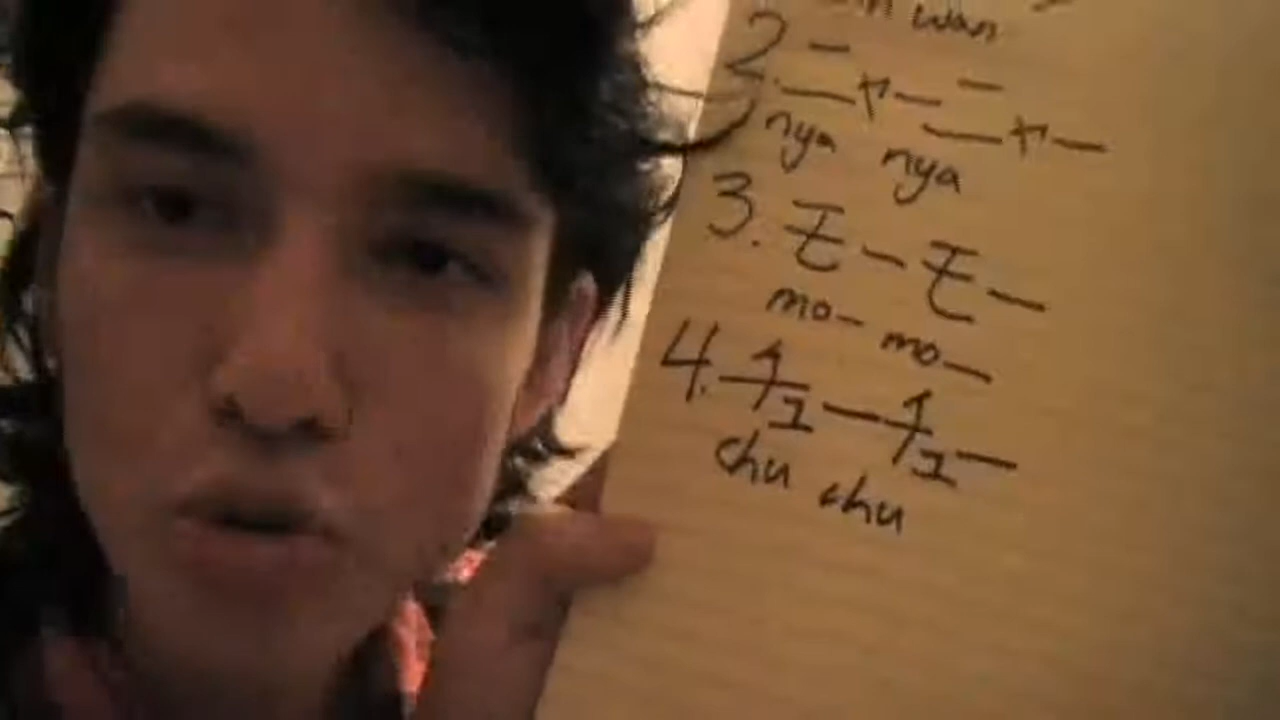 wan
2. ニャーニャー
nya nya
3. モーモー
mo- mo-
4. チューチュー
chu chu